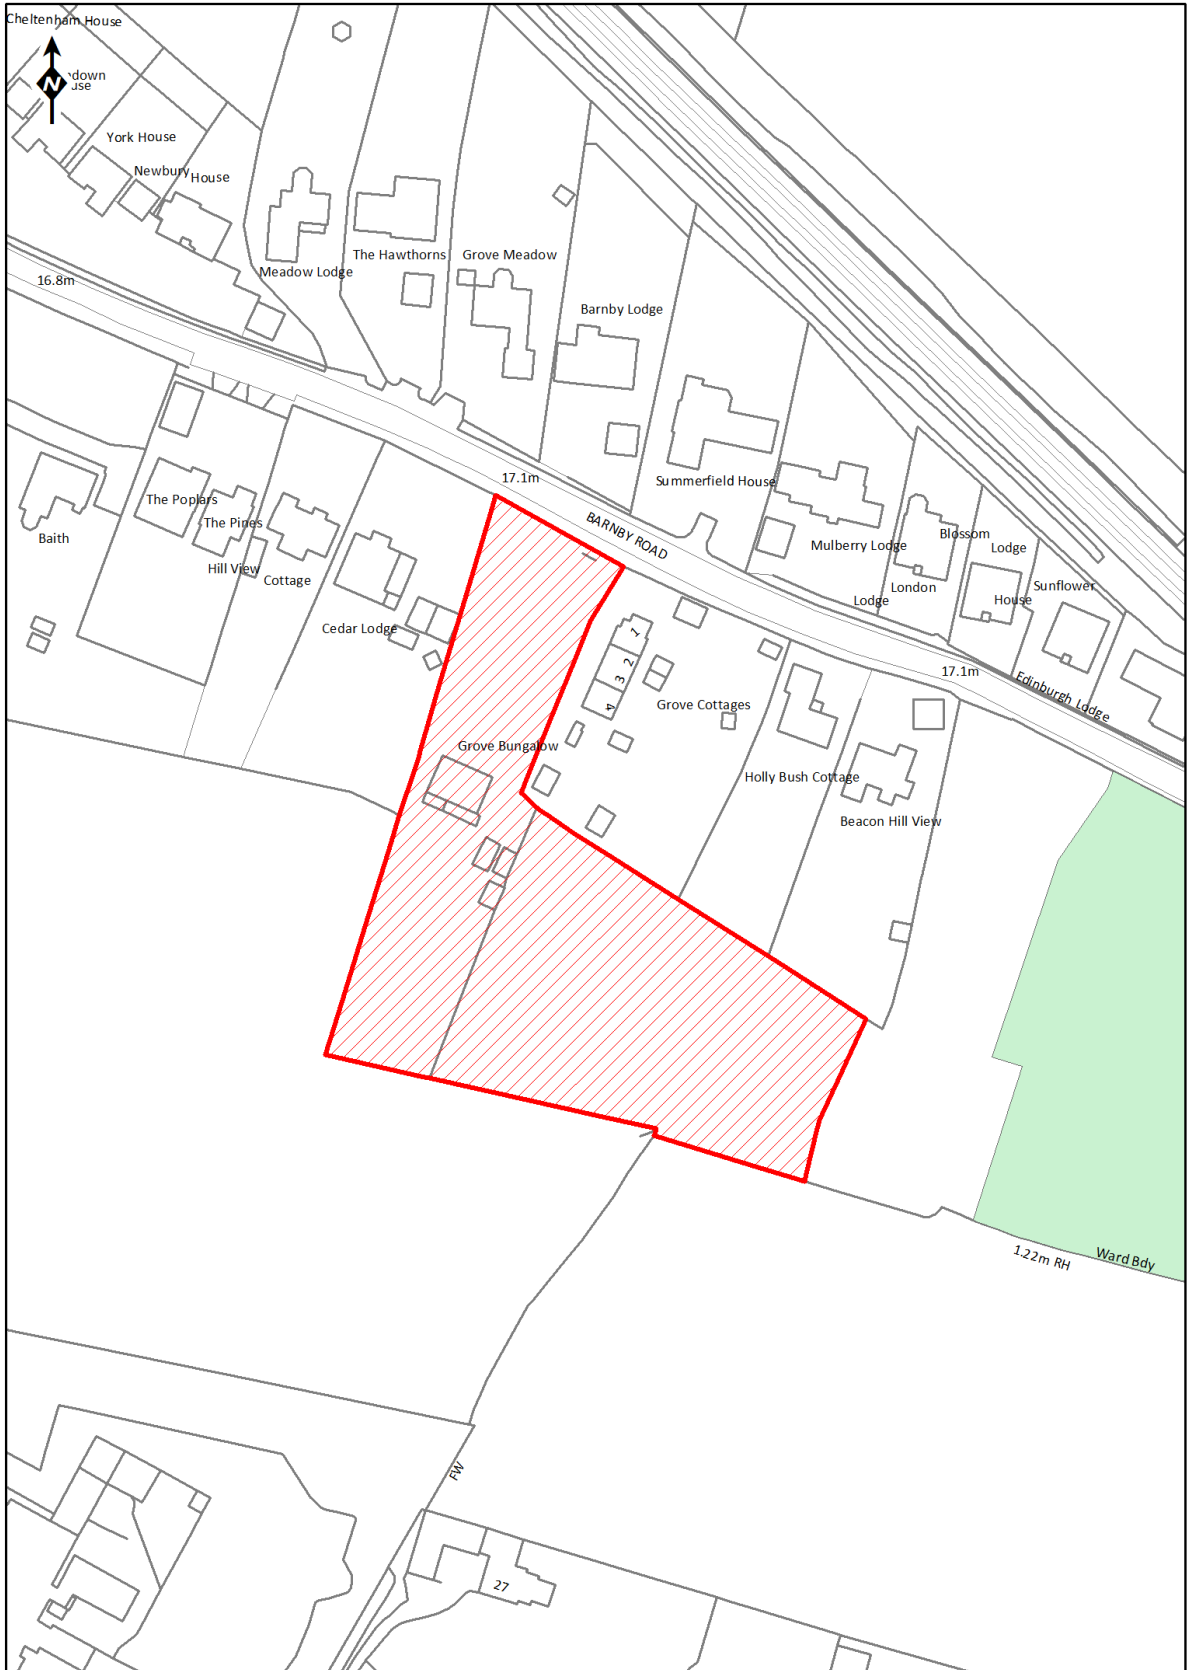 Cheltenham House
N
down
use
York House
Newbury House
16.8m
Meadow Lodge
The Hawthorns
Grove Meadow
Barnby Lodge
17.1m
BARNBY ROAD
Summerfield House
Mulberry Lodge
Blossom
Lodge
London
Lodge
Sunflower
House
17.1m
Edinburgh Lodge
The Poplars
The Pines
Baith
Hill View
Cottage
Cedar Lodge
1
2
3
4
Grove Cottages
Grove Bungalow
Holly Bush Cottage
Beacon Hill View
1.22m RH
Ward Bdy
FW
27